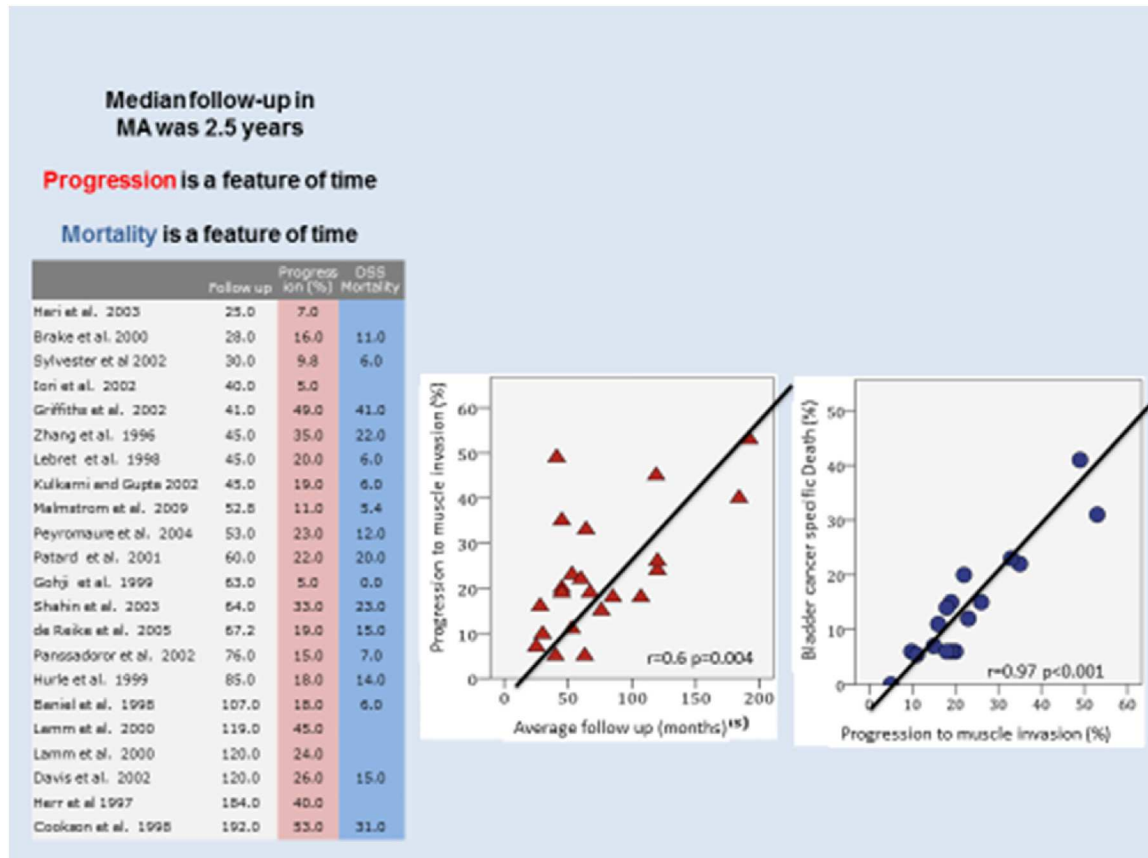 Median follow-up in
MA was 2.5 years
Progression is a feature of time
Mortality is a feature of time
Follow up Progress ion (%) DSS Mortality
Hari et al. 2003 25.0 7.0
Brake et al. 2000 28.0 16.0 11.0
Sylvester et al 2002 30.0 9.8 6.0
Iori et al. 2002 40.0 5.0
Griffiths et al. 2002 41.0 49.0 41.0
Zhang et al. 1996 45.0 35.0 22.0
Lebret et al. 1998 45.0 20.0 6.0
Kulkarni and Gupta 2002 45.0 19.0 6.0
Malmstrom et al. 2009 52.8 11.0 5.4
Peyromaure et al. 2004 53.0 23.0 12.0
Patard et al. 2001 60.0 22.0 20.0
Gohji et al. 1999 63.0 5.0 0.0
Shahin et al. 2003 64.0 33.0 23.0
de Reike et al. 2005 67.2 19.0 15.0
Panssadoror et al. 2002 76.0 15.0 7.0
Hurle et al. 1999 85.0 18.0 14.0
Baniel et al. 1998 107.0 18.0 6.0
Lamm et al. 2000 119.0 45.0
Lamm et al. 2000 120.0 24.0
Davis et al. 2002 120.0 26.0 15.0
Herr et al 1997 184.0 40.0
Cookson et al. 1998 192.0 53.0 31.0
Progression to muscle invasion (%)
60
50
40
30
20
10
0
r=0.6 p=0.004
0 50 100 150 200
Average follow up (months)¹⁵⁾
Bladder cancer specific Death (%)
50
40
30
20
10
0
r=0.97 p<0.001
0 10 20 30 40 50 60
Progression to muscle invasion (%)